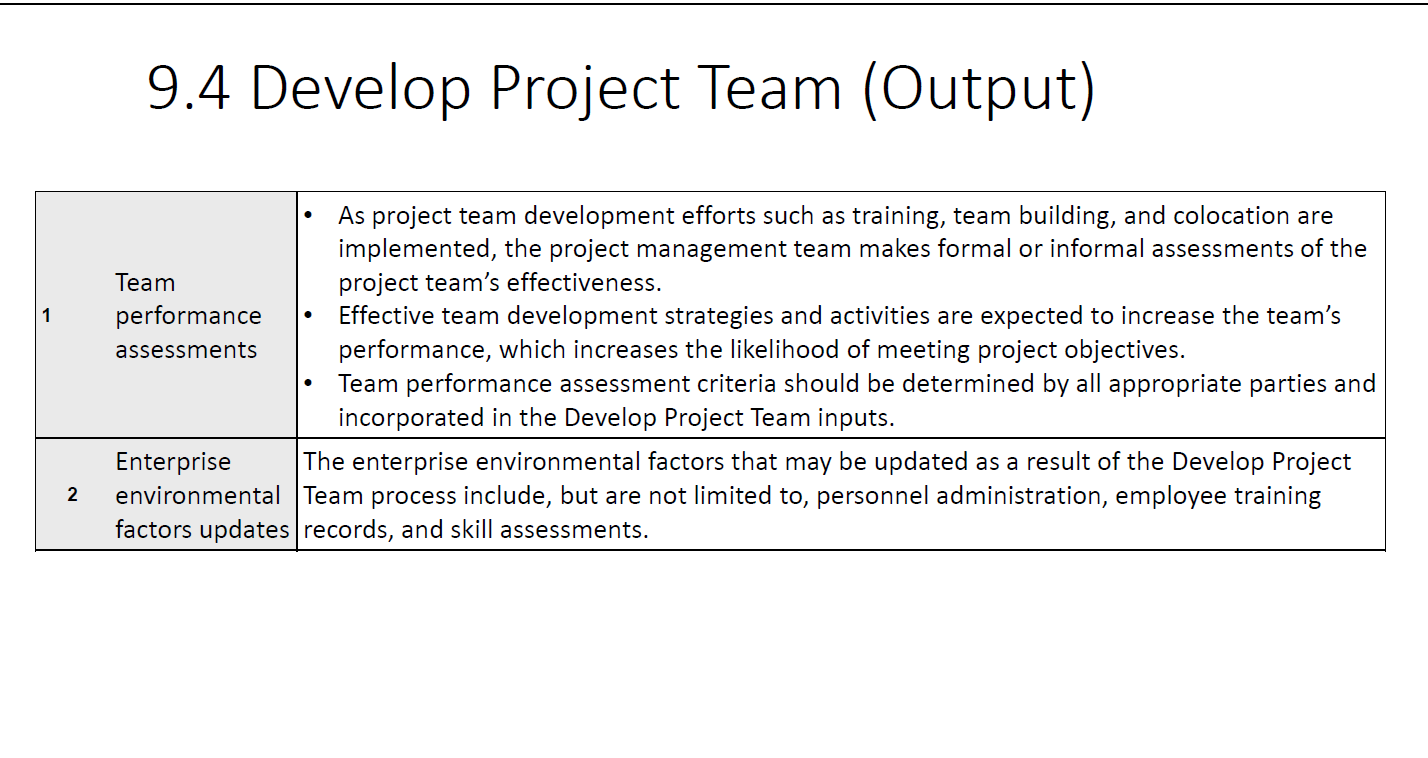 9.4 Develop Project Team (Output)
1
Team
performance
assessments
• As project team development efforts such as training, team building, and colocation are
implemented, the project management team makes formal or informal assessments of the
project team’s effectiveness.
• Effective team development strategies and activities are expected to increase the team’s
performance, which increases the likelihood of meeting project objectives.
• Team performance assessment criteria should be determined by all appropriate parties and
incorporated in the Develop Project Team inputs.
2
Enterprise
environmental
factors updates
The enterprise environmental factors that may be updated as a result of the Develop Project
Team process include, but are not limited to, personnel administration, employee training
records, and skill assessments.